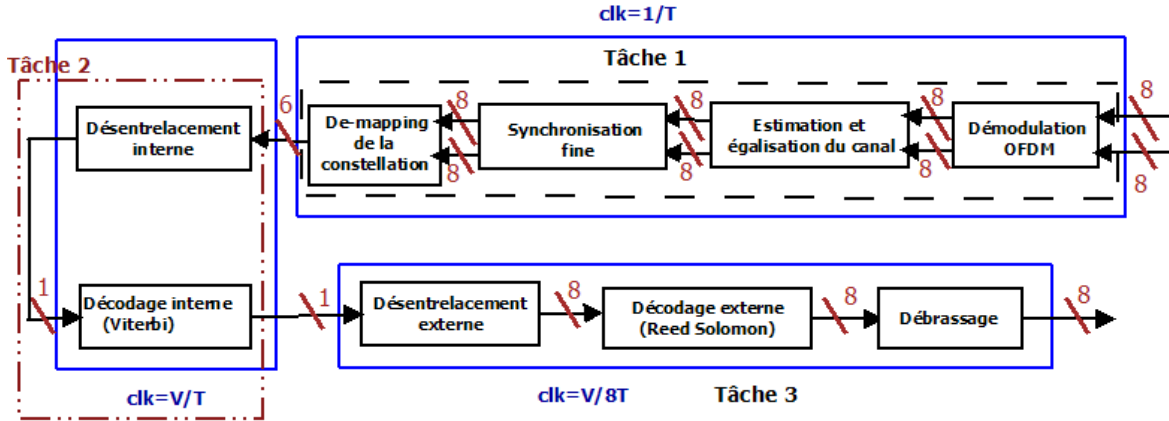 clk=1/T
Tâche 2
Tâche 1
Désentrelacement
interne
6
De-mapping
de la
constellation
8
8
Synchronisation
fine
8
8
Estimation et
égalisation du canal
8
8
Démodulation
OFDM
8
8
1
Décodage interne
(Viterbi)
1
Désentrelacement
externe
8
Décodage externe
(Reed Solomon)
8
Débrassage
8
clk=V/T
clk=V/8T
Tâche 3